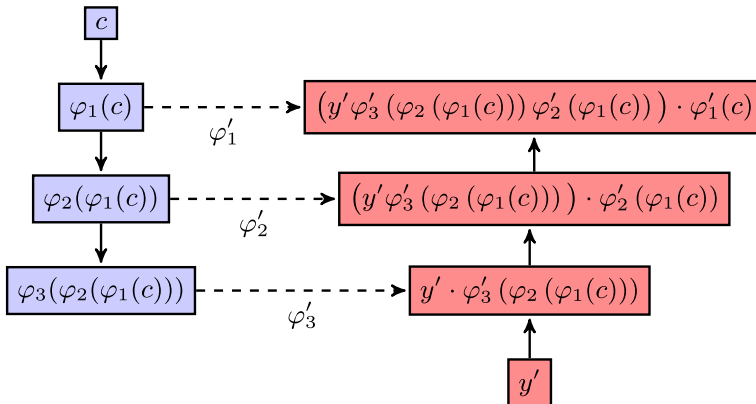 c
φ₁(c)
φ′₁
(y′φ′₃ (φ₂ (φ₁(c))) φ′₂ (φ₁(c)) ) · φ′₁(c)
φ₂(φ₁(c))
φ′₂
(y′φ′₃ (φ₂ (φ₁(c))) ) · φ′₂ (φ₁(c))
φ₃(φ₂(φ₁(c)))
φ′₃
y′ · φ′₃ (φ₂ (φ₁(c)))
y′